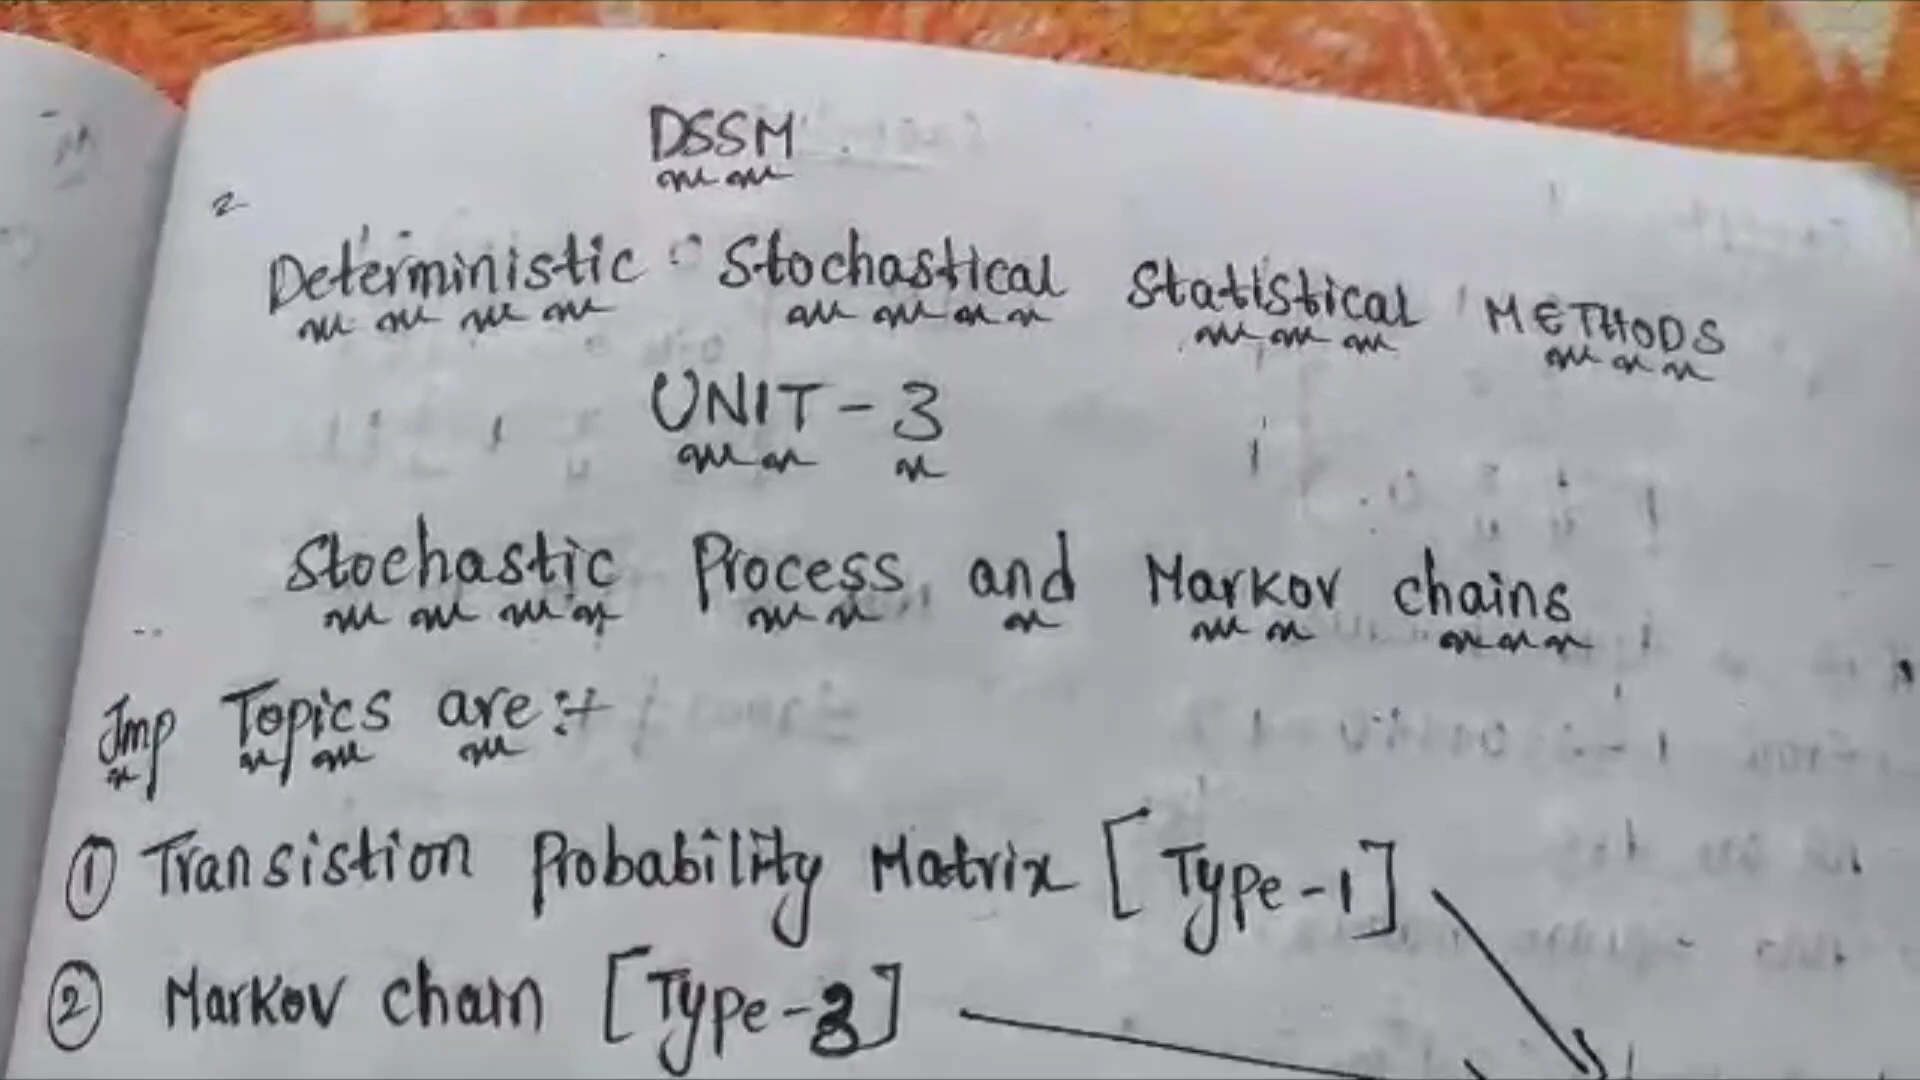 DSSM
Deterministic Stochastical Statistical METHODS
UNIT - 3
Stochastic Process and Markov chains
Imp Topics are :-
① Transistion Probability Matrix [Type-1]
② Markov chain [Type-3]